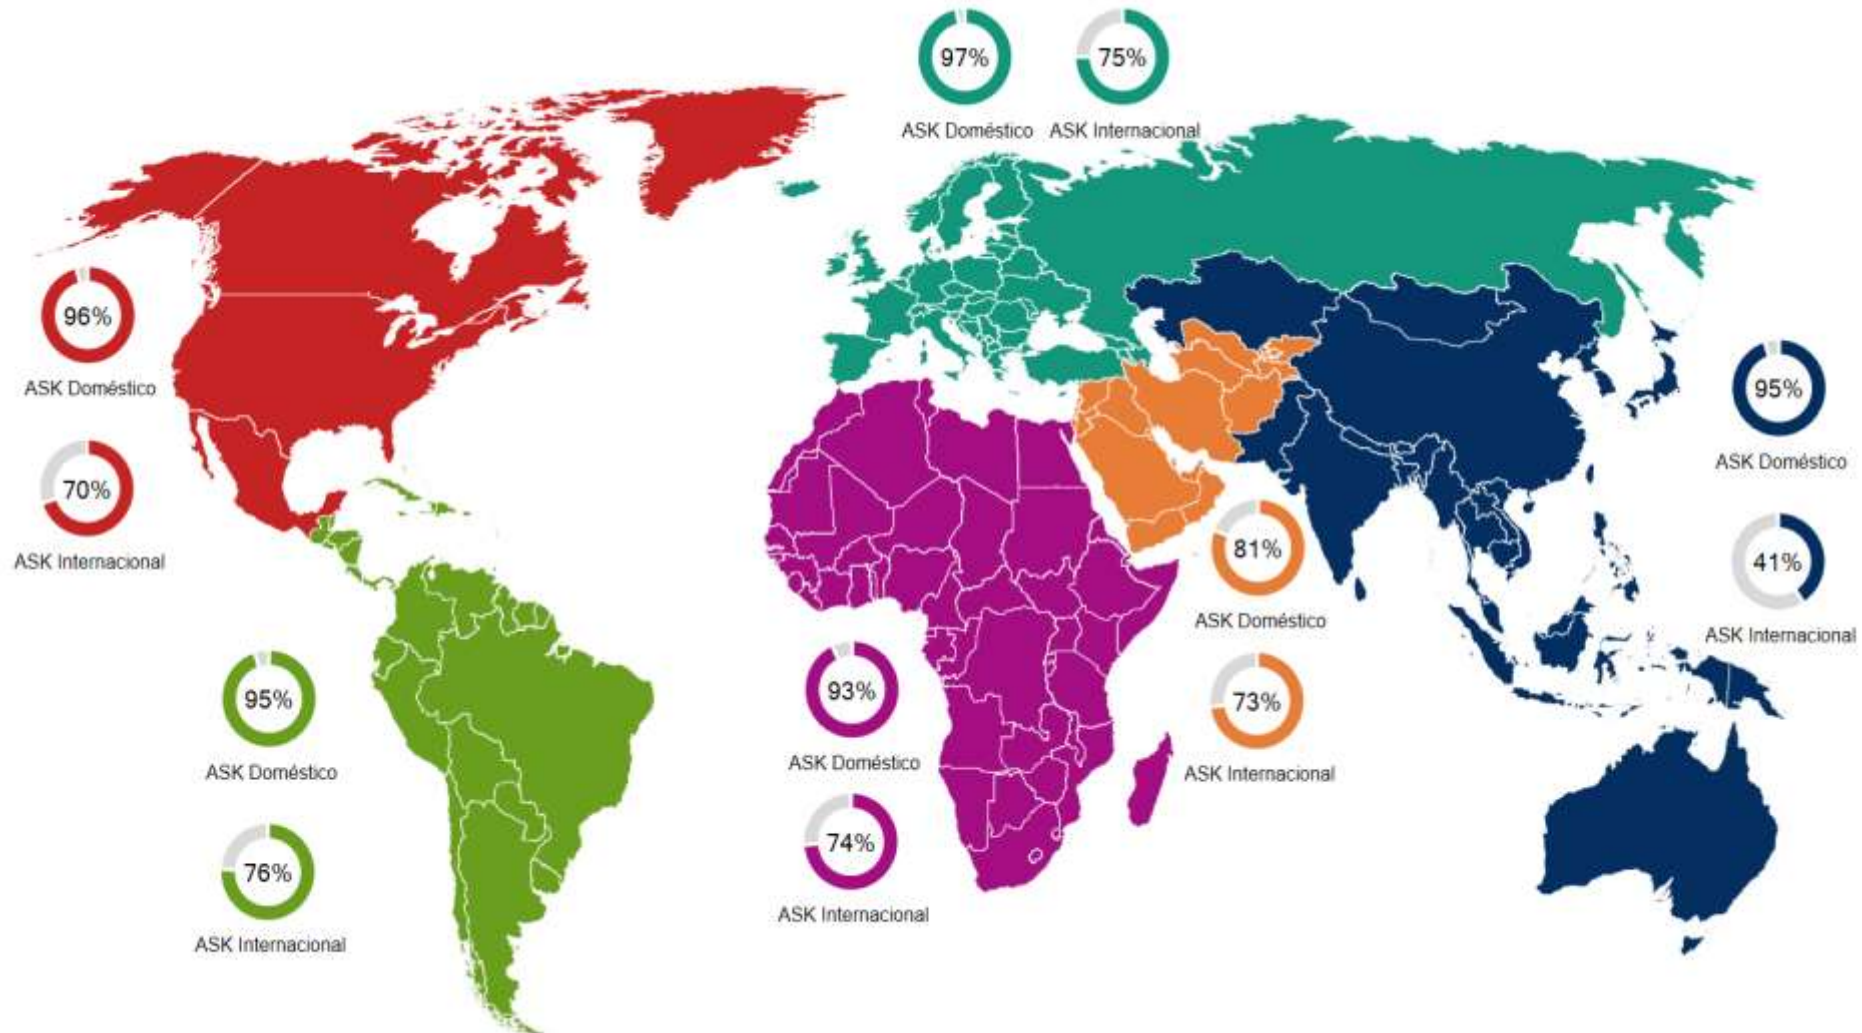 97%
ASK Doméstico
75%
ASK Internacional
96%
ASK Doméstico
70%
ASK Internacional
95%
ASK Doméstico
76%
ASK Internacional
93%
ASK Doméstico
74%
ASK Internacional
81%
ASK Doméstico
73%
ASK Internacional
95%
ASK Doméstico
41%
ASK Internacional